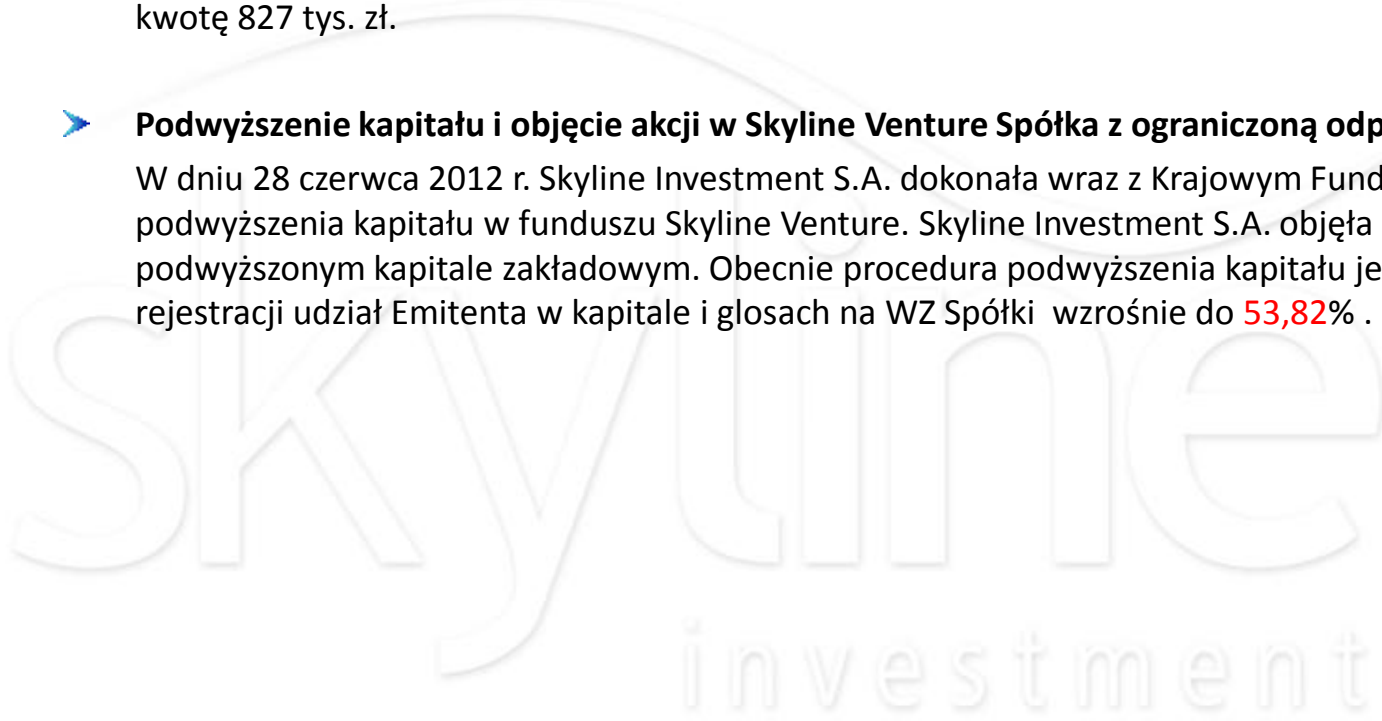 kwotę 827 tys. zł.
Podwyższenie kapitału i objęcie akcji w Skyline Venture Spółka z ograniczoną odp
W dniu 28 czerwca 2012 r. Skyline Investment S.A. dokonała wraz z Krajowym Fund
podwyższenia kapitału w funduszu Skyline Venture. Skyline Investment S.A. objęła
podwyższonym kapitale zakładowym. Obecnie procedura podwyższenia kapitału je
rejestracji udział Emitenta w kapitale i glosach na WZ Spółki wzrośnie do 53,82% .
skyline
investment